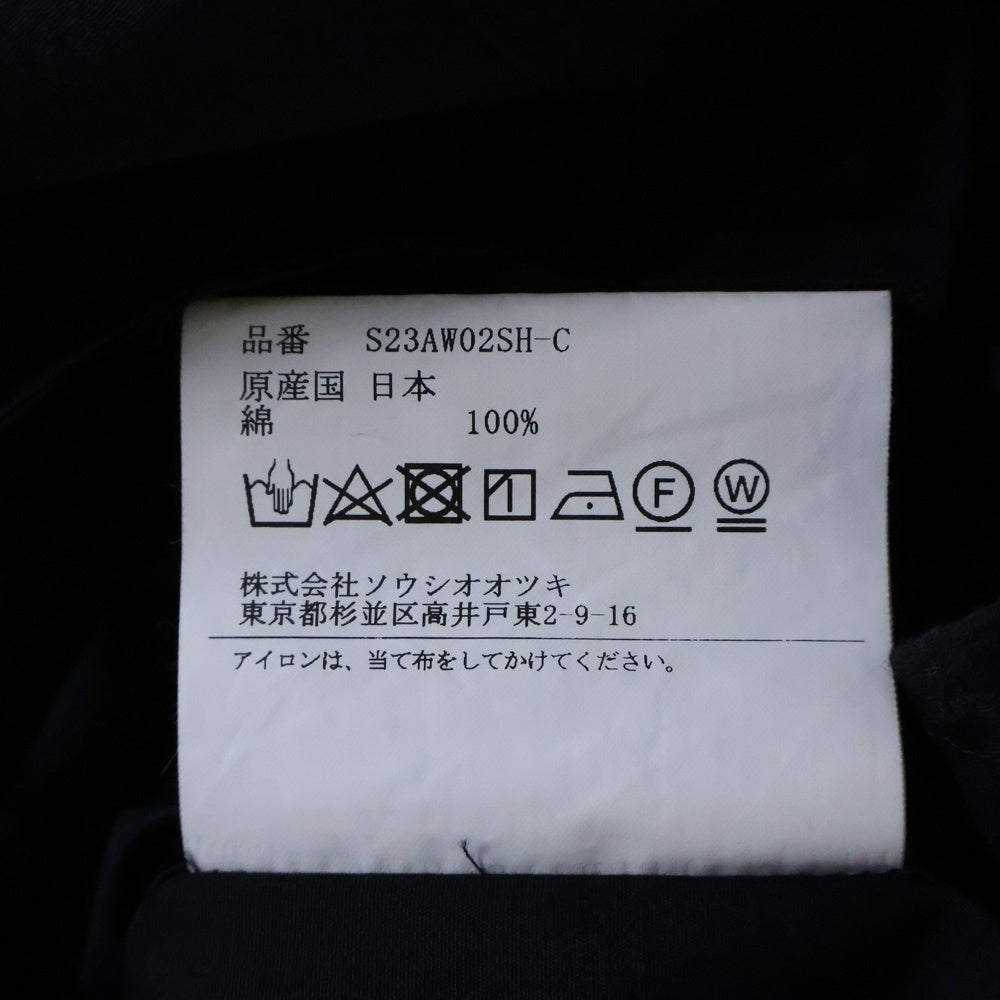 品番 S23AW02SH-C
原産国 日本
綿 100%
F W
株式会社ソウシオオツキ
東京都杉並区高井戸東2-9-16
アイロンは、当て布をしてかけてください。